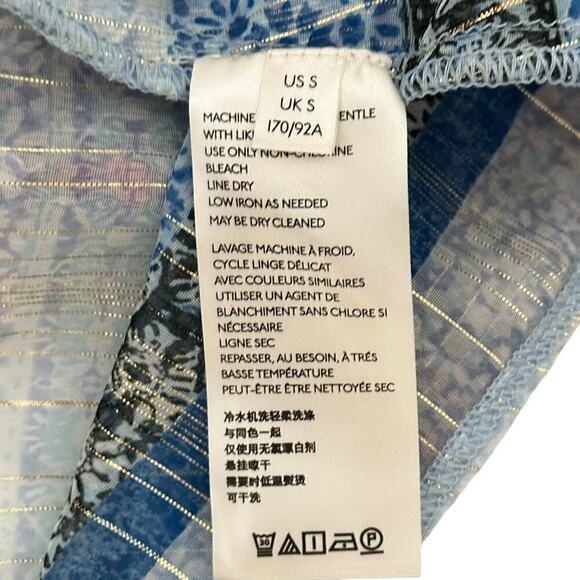 US S
UK S
170/92A
MACHINE ENTLE
WITH
USE ONLY NON-CHLORINE
BLEACH
LINE DRY
LOW IRON AS NEEDED
MAY BE DRY CLEANED
LAVAGE MACHINE À FROID,
CYCLE LINGE DÉLICAT
AVEC COULEURS SIMILAIRES
UTILISER UN AGENT DE
BLANCHIMENT SANS CHLORE SI
NÉCESSAIRE
LIGNE SEC
REPASSER, AU BESOIN, À TRÉS
BASSE TEMPÉRATURE
PEUT-ÊTRE ÊTRE NETTOYÉE SEC
冷水机洗轻柔洗涤
与同色一起
仅使用无氯漂白剂
悬挂晾干
需要时低温熨烫
可干洗
30
P